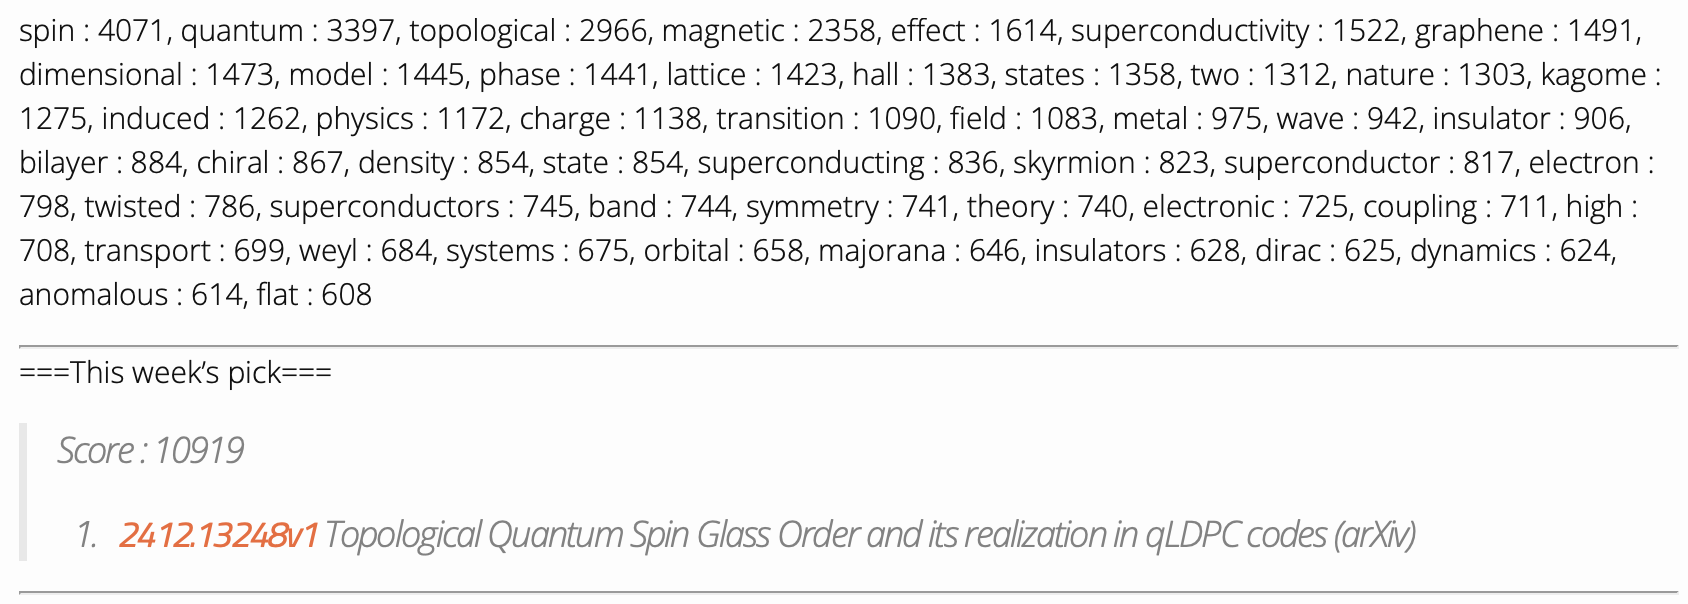 spin : 4071, quantum : 3397, topological : 2966, magnetic : 2358, effect : 1614, superconductivity : 1522, graphene : 1491,
dimensional : 1473, model : 1445, phase : 1441, lattice : 1423, hall : 1383, states : 1358, two : 1312, nature : 1303, kagome :
1275, induced : 1262, physics : 1172, charge : 1138, transition : 1090, field : 1083, metal : 975, wave : 942, insulator : 906,
bilayer : 884, chiral : 867, density : 854, state : 854, superconducting : 836, skyrmion : 823, superconductor : 817, electron :
798, twisted : 786, superconductors : 745, band : 744, symmetry : 741, theory : 740, electronic : 725, coupling : 711, high :
708, transport : 699, weyl : 684, systems : 675, orbital : 658, majorana : 646, insulators : 628, dirac : 625, dynamics : 624,
anomalous : 614, flat : 608
===This week’s pick===
Score : 10919
1. 2412.13248v1 Topological Quantum Spin Glass Order and its realization in qLDPC codes (arXiv)